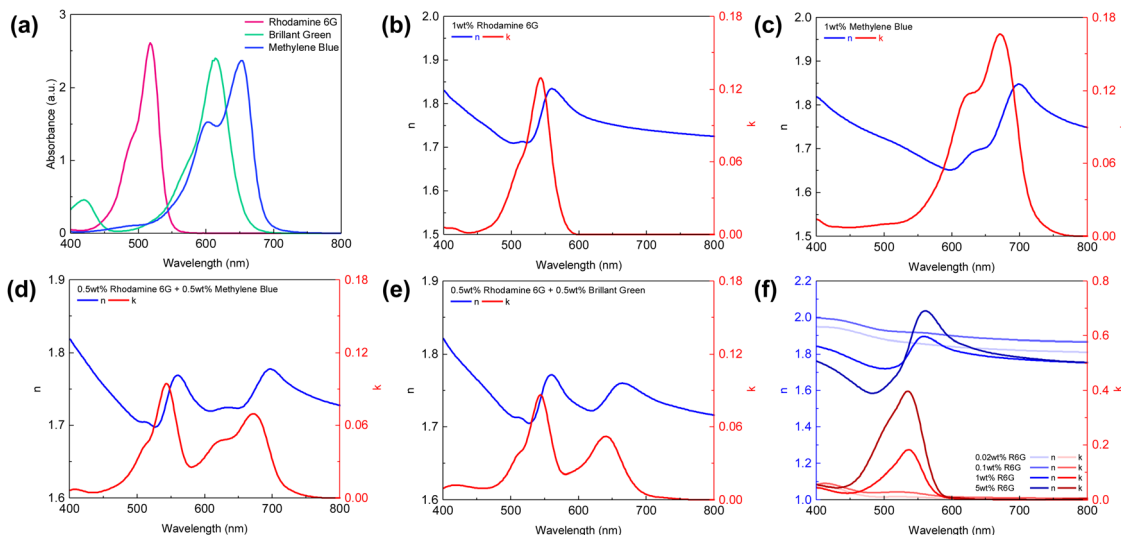 (a)
Rhodamine 6G
Brillant Green
Methylene Blue
3
2
1
0
Absorbance (a.u.)
400 500 600 700 800
Wavelength (nm)
(b)
1wt% Rhodamine 6G
n k
2.0
1.9
1.8
1.7
1.6
1.5
n
0.18
0.12
0.06
0.00
k
400 500 600 700 800
Wavelength (nm)
(c)
1wt% Methylene Blue
n k
2.0
1.9
1.8
1.7
1.6
1.5
n
0.18
0.12
0.06
0.00
400 500 600 700 800
Wavelength (nm)
(d)
0.5wt% Rhodamine 6G + 0.5wt% Methylene Blue
n k
1.9
1.8
1.7
1.6
n
0.18
0.12
0.06
0.00
k
400 500 600 700 800
Wavelength (nm)
(e)
0.5wt% Rhodamine 6G + 0.5wt% Brillant Green
n k
1.9
1.8
1.7
1.6
n
0.18
0.12
0.06
0.00
k
400 500 600 700 800
Wavelength (nm)
(f)
2.2
2.0
1.8
1.6
1.4
1.2
1.0
n
0.8
0.6
0.4
0.2
0.0
k
0.02wt% R6G n k
0.1wt% R6G n k
1wt% R6G n k
5wt% R6G n k
400 500 600 700 800
Wavelength (nm)